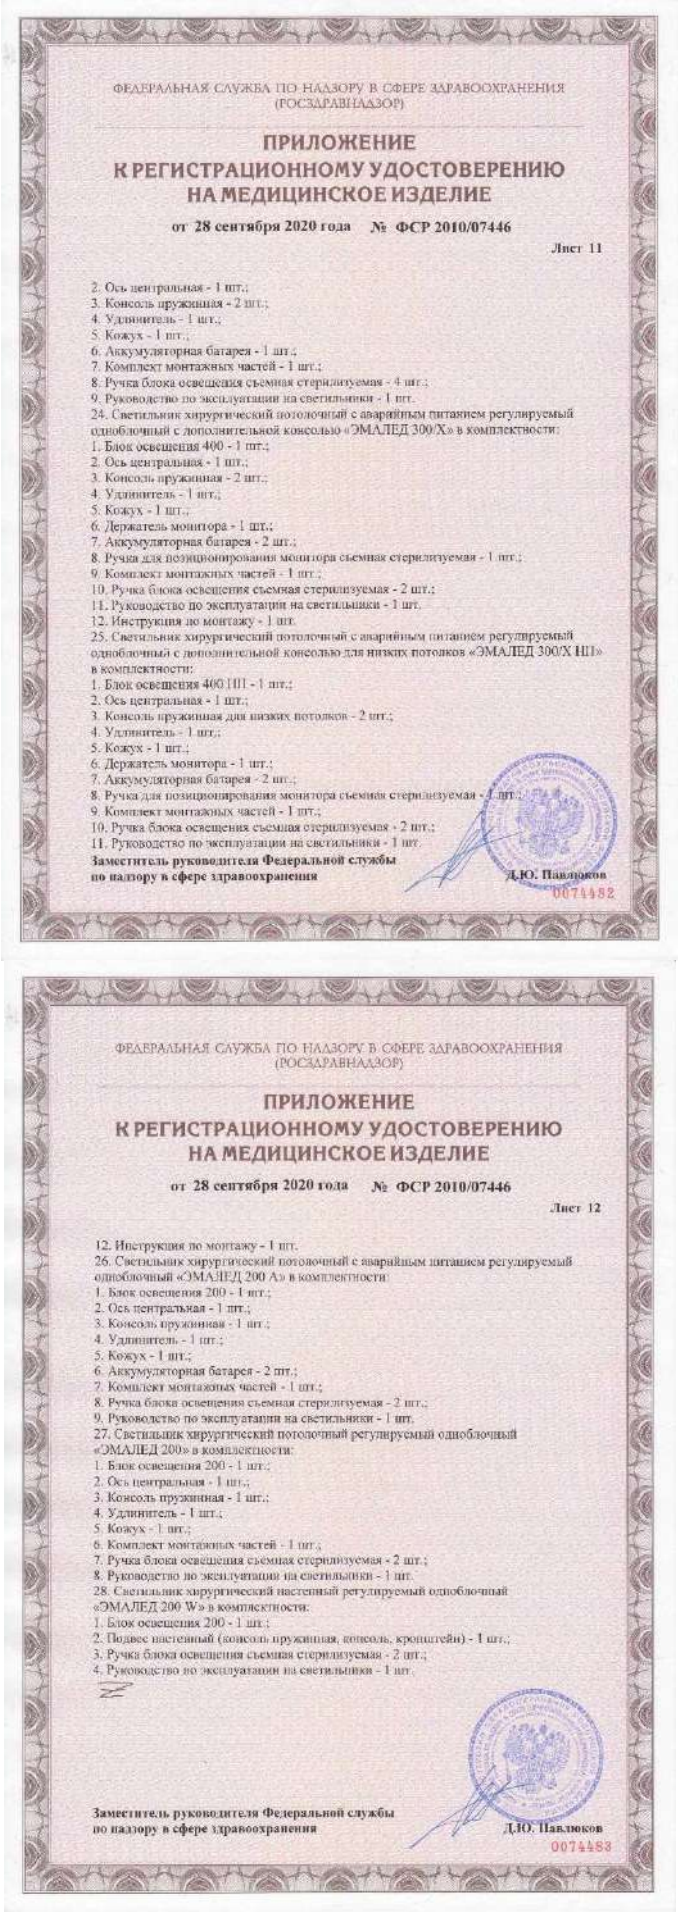 ФЕДЕРАЛЬНАЯ СЛУЖБА ПО НАДЗОРУ В СФЕРЕ ЗДРАВООХРАНЕНИЯ
(РОСЗДРАВНАДЗОР)
ПРИЛОЖЕНИЕ
К РЕГИСТРАЦИОННОМУ УДОСТОВЕРЕНИЮ
НА МЕДИЦИНСКОЕ ИЗДЕЛИЕ
от 28 сентября 2020 года № ФСР 2010/07446
Лист 11
2. Ось центральная - 1 шт.;
3. Консоль пружинная - 2 шт.;
4. Удлинитель - 1 шт.;
5. Кожух - 1 шт.;
6. Аккумуляторная батарея - 1 шт.;
7. Комплект монтажных частей - 1 шт.;
8. Ручка блока освещения съемная стерилизуемая - 4 шт.;
9. Руководство по эксплуатации на светильники - 1 шт.
24. Светильник хирургический потолочный с аварийным питанием регулируемый
одноблочный с дополнительной консолью «ЭМАЛЕД 300/Х» в комплектности:
1. Блок освещения 400 - 1 шт.;
2. Ось центральная - 1 шт.;
3. Консоль пружинная - 2 шт.;
4. Удлинитель - 1 шт.;
5. Кожух - 1 шт.;
6. Держатель монитора - 1 шт.;
7. Аккумуляторная батарея - 2 шт.;
8. Ручка для позиционирования монитора съемная стерилизуемая - 1 шт.;
9. Комплект монтажных частей - 1 шт.;
10. Ручка блока освещения съемная стерилизуемая - 2 шт.;
11. Руководство по эксплуатации на светильники - 1 шт.
12. Инструкция по монтажу - 1 шт.
25. Светильник хирургический потолочный с аварийным питанием регулируемый
одноблочный с дополнительной консолью для низких потолков «ЭМАЛЕД 300/Х НП»
в комплектности:
1. Блок освещения 400 НП - 1 шт.;
2. Ось центральная - 1 шт.;
3. Консоль пружинная для низких потолков - 2 шт.;
4. Удлинитель - 1 шт.;
5. Кожух - 1 шт.;
6. Держатель монитора - 1 шт.;
7. Аккумуляторная батарея - 2 шт.;
8. Ручка для позиционирования монитора съемная стерилизуемая - 1 шт.;
9. Комплект монтажных частей - 1 шт.;
10. Ручка блока освещения съемная стерилизуемая - 2 шт.;
11. Руководство по эксплуатации на светильники - 1 шт.
Заместитель руководителя Федеральной службы
по надзору в сфере здравоохранения Д.Ю. Павлюков
0074482
ФЕДЕРАЛЬНАЯ СЛУЖБА ПО НАДЗОРУ В СФЕРЕ ЗДРАВООХРАНЕНИЯ
(РОСЗДРАВНАДЗОР)
ПРИЛОЖЕНИЕ
К РЕГИСТРАЦИОННОМУ УДОСТОВЕРЕНИЮ
НА МЕДИЦИНСКОЕ ИЗДЕЛИЕ
от 28 сентября 2020 года № ФСР 2010/07446
Лист 12
12. Инструкция по монтажу - 1 шт.
26. Светильник хирургический потолочный с аварийным питанием регулируемый
одноблочный «ЭМАЛЕД 200 А» в комплектности:
1. Блок освещения 200 - 1 шт.;
2. Ось центральная - 1 шт.;
3. Консоль пружинная - 1 шт.;
4. Удлинитель - 1 шт.;
5. Кожух - 1 шт.;
6. Аккумуляторная батарея - 2 шт.;
7. Комплект монтажных частей - 1 шт.;
8. Ручка блока освещения съемная стерилизуемая - 2 шт.;
9. Руководство по эксплуатации на светильники - 1 шт.
27. Светильник хирургический потолочный регулируемый одноблочный
«ЭМАЛЕД 200» в комплектности:
1. Блок освещения 200 - 1 шт.;
2. Ось центральная - 1 шт.;
3. Консоль пружинная - 1 шт.;
4. Удлинитель - 1 шт.;
5. Кожух - 1 шт.;
6. Комплект монтажных частей - 1 шт.;
7. Ручка блока освещения съемная стерилизуемая - 2 шт.;
8. Руководство по эксплуатации на светильники - 1 шт.
28. Светильник хирургический настенный регулируемый одноблочный
«ЭМАЛЕД 200 W» в комплектности:
1. Блок освещения 200 - 1 шт.;
2. Подвес настенный (консоль пружинная, консоль, кронштейн) - 1 шт.;
3. Ручка блока освещения съемная стерилизуемая - 2 шт.;
4. Руководство по эксплуатации на светильники - 1 шт.
Заместитель руководителя Федеральной службы
по надзору в сфере здравоохранения Д.Ю. Павлюков
0074483